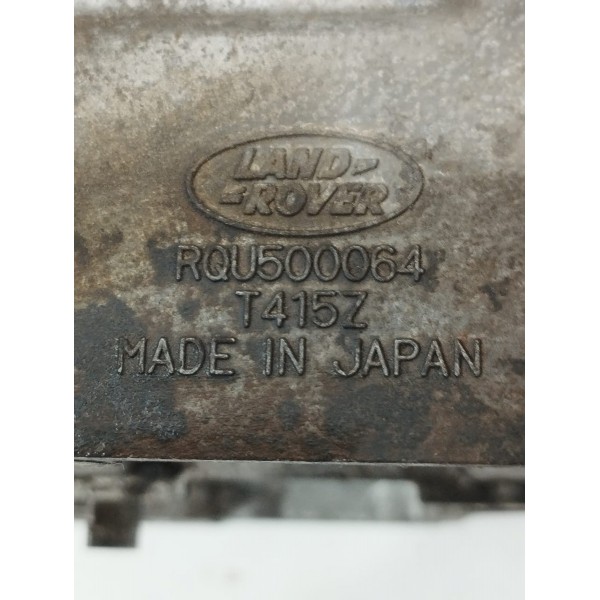 LAND
ROVER
RQU500064
T415Z
MADE IN JAPAN